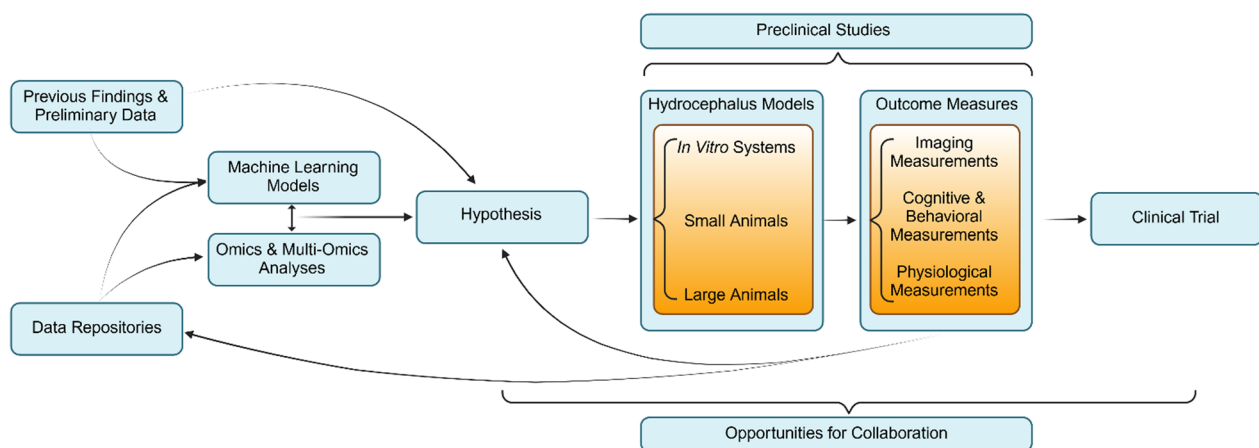 Preclinical Studies
Previous Findings &
Preliminary Data
Hydrocephalus Models
Outcome Measures
In Vitro Systems
Small Animals
Large Animals
Imaging
Measurements
Cognitive &
Behavioral
Measurements
Physiological
Measurements
Machine Learning
Models
Hypothesis
Clinical Trial
Omics & Multi-Omics
Analyses
Data Repositories
Opportunities for Collaboration